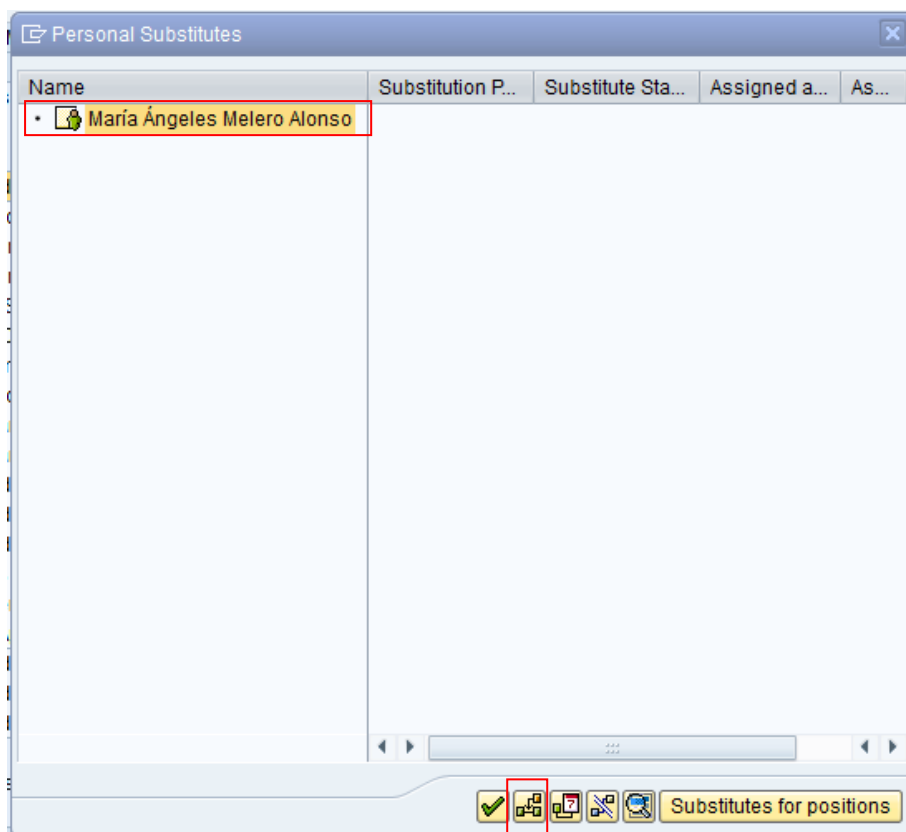 Personal Substitutes
Name Substitution P... Substitute Sta... Assigned a... As...
María Ángeles Melero Alonso
Substitutes for positions